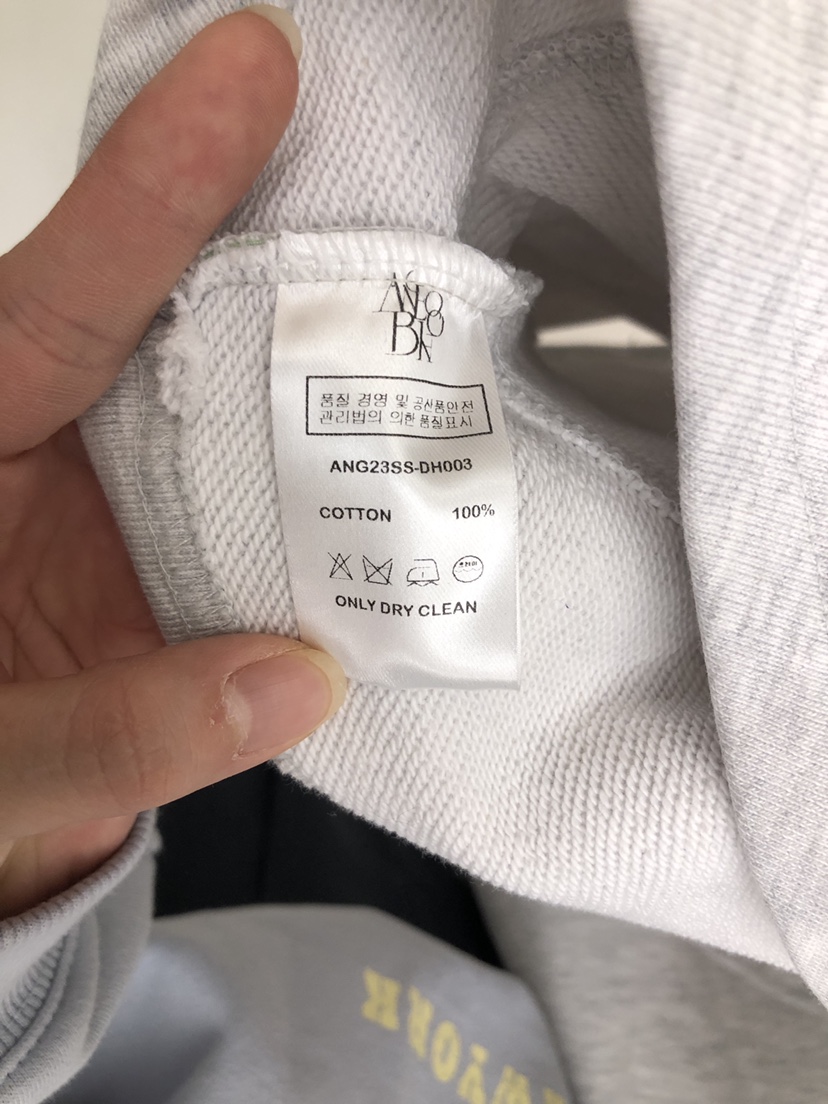 품질 경영 및 공산품안전
관리법의 의한 품질표시
ANG23SS-DH003
COTTON 100%
ONLY DRY CLEAN
WYORK